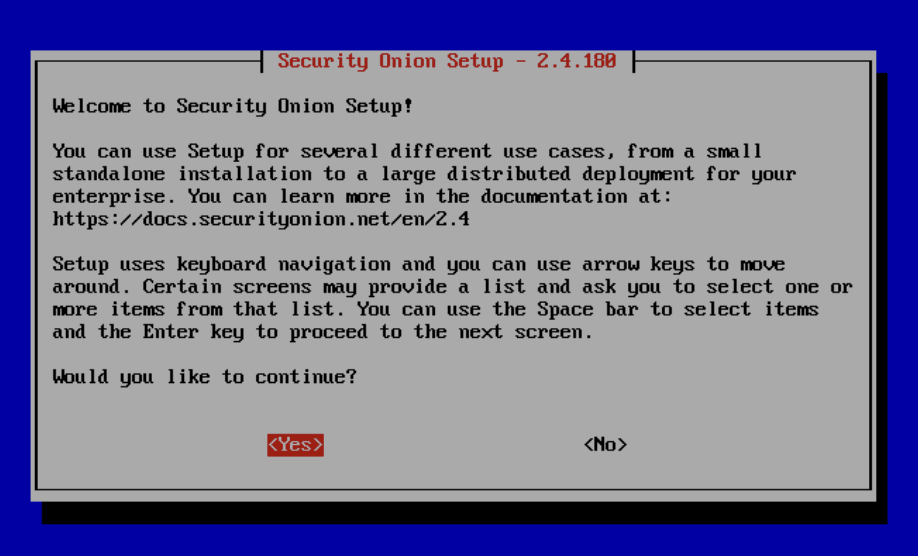 Security Onion Setup - 2.4.180
Welcome to Security Onion Setup!
You can use Setup for several different use cases, from a small
standalone installation to a large distributed deployment for your
enterprise. You can learn more in the documentation at:
https://docs.securityonion.net/en/2.4
Setup uses keyboard navigation and you can use arrow keys to move
around. Certain screens may provide a list and ask you to select one or
more items from that list. You can use the Space bar to select items
and the Enter key to proceed to the next screen.
Would you like to continue?
<Yes> <No>